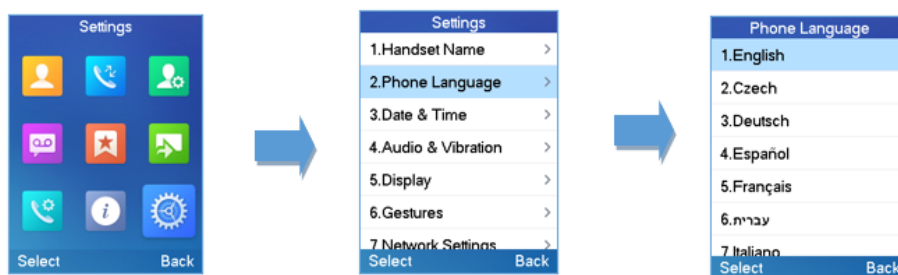 Settings
Select Back
Settings
1.Handset Name
2.Phone Language
3.Date & Time
4.Audio & Vibration
5.Display
6.Gestures
7.Network Settings
Select Back
Phone Language
1.English
2.Czech
3.Deutsch
4.Español
5.Français
6.עברית
7.Italiano
Select Back